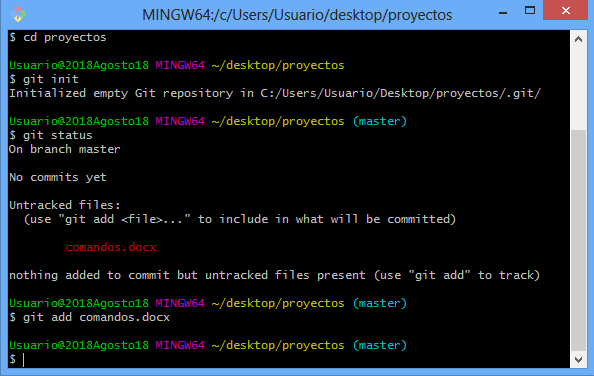 MINGW64:/c/Users/Usuario/desktop/proyectos
$ cd proyectos
Usuario@2018Agosto18 MINGW64 ~/desktop/proyectos
$ git init
Initialized empty Git repository in C:/Users/Usuario/Desktop/proyectos/.git/
Usuario@2018Agosto18 MINGW64 ~/desktop/proyectos (master)
$ git status
On branch master
No commits yet
Untracked files:
(use "git add <file>..." to include in what will be committed)
comandos.docx
nothing added to commit but untracked files present (use "git add" to track)
Usuario@2018Agosto18 MINGW64 ~/desktop/proyectos (master)
$ git add comandos.docx
Usuario@2018Agosto18 MINGW64 ~/desktop/proyectos (master)
$